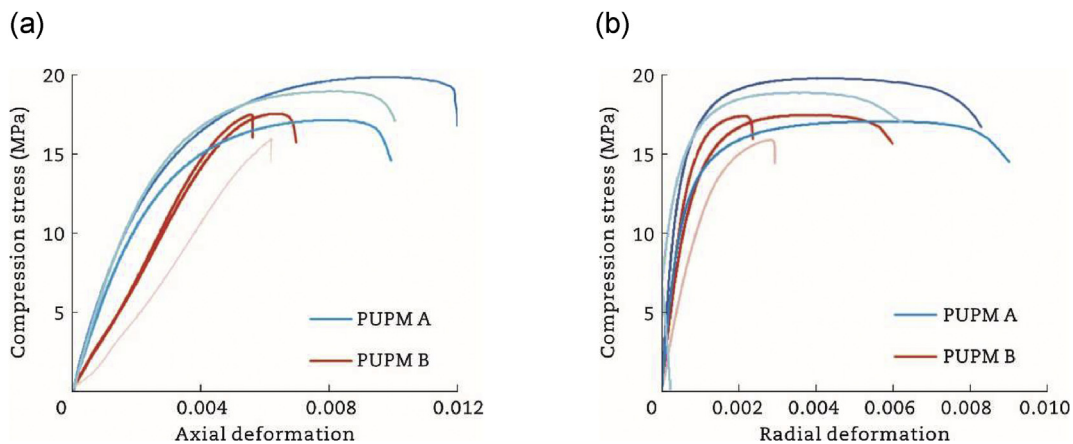 (a)
(b)
Compression stress (MPa)
20
15
10
5
0
0.004
0.008
0.012
Axial deformation
PUPM A
PUPM B
Compression stress (MPa)
20
15
10
5
0
0.002
0.004
0.006
0.008
0.010
Radial deformation
PUPM A
PUPM B